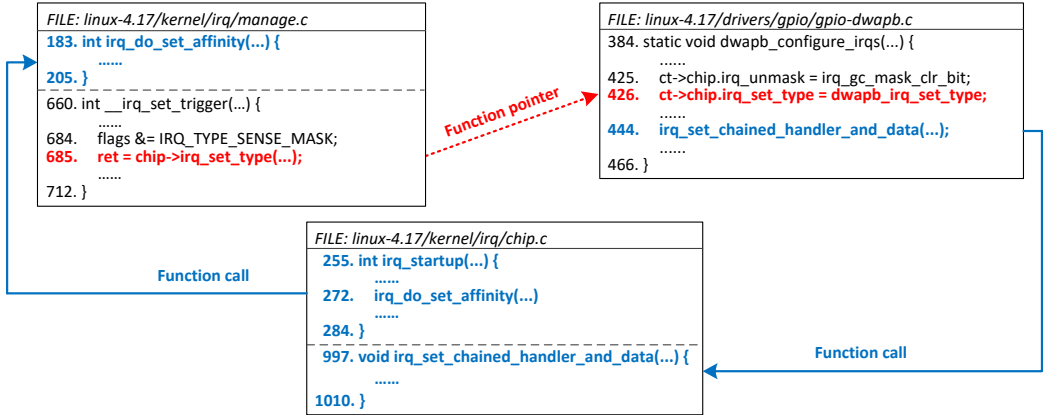 FILE: linux-4.17/kernel/irq/manage.c
183. int irq_do_set_affinity(...) {
......
205. }
660. int __irq_set_trigger(...) {
......
684. flags &= IRQ_TYPE_SENSE_MASK;
685. ret = chip->irq_set_type(...);
......
712. }
Function pointer
FILE: linux-4.17/drivers/gpio/gpio-dwapb.c
384. static void dwapb_configure_irqs(...) {
......
425. ct->chip.irq_unmask = irq_gc_mask_clr_bit;
426. ct->chip.irq_set_type = dwapb_irq_set_type;
......
444. irq_set_chained_handler_and_data(...);
......
466. }
Function call
FILE: linux-4.17/kernel/irq/chip.c
255. int irq_startup(...) {
......
272. irq_do_set_affinity(...)
......
284. }
997. void irq_set_chained_handler_and_data(...) {
......
1010. }
Function call